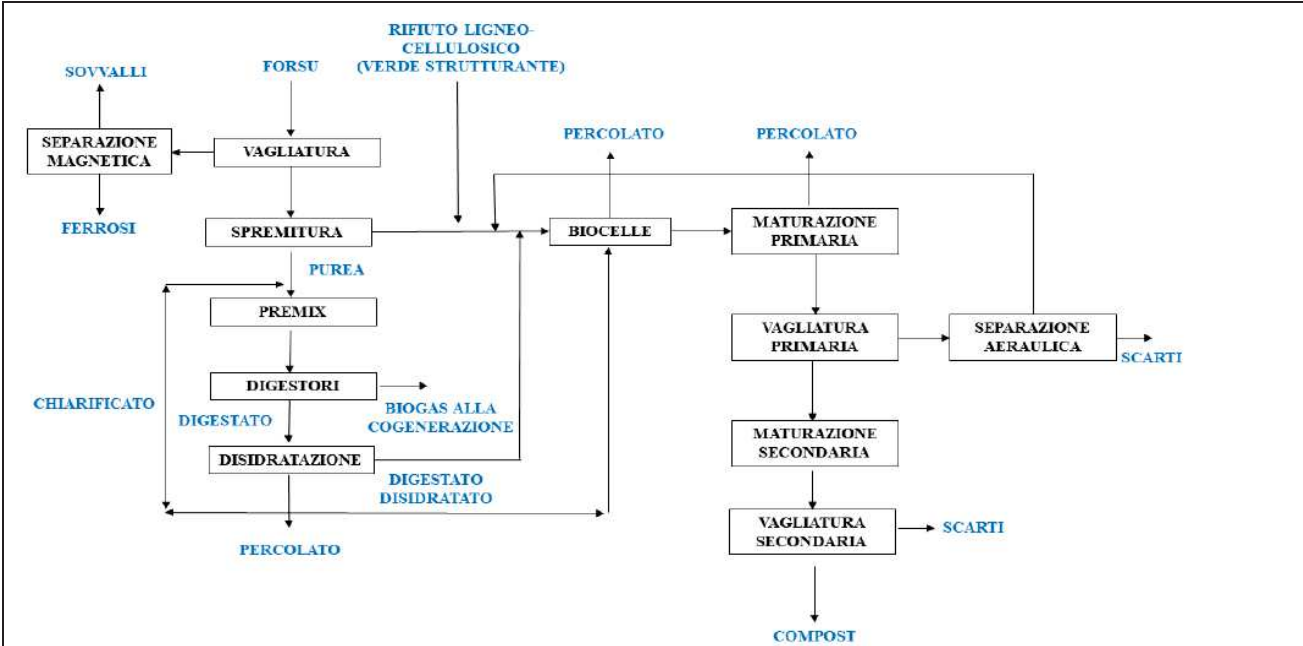 RIFIUTO LIGNEO-
CELLULOSICO
(VERDE STRUTTURANTE)
SOVVALLI
FORSU
SEPARAZIONE
MAGNETICA
VAGLIATURA
PERCOLATO
PERCOLATO
FERROSI
SPREMITURA
BIOCELLE
MATURAZIONE
PRIMARIA
PUREA
PREMIX
VAGLIATURA
PRIMARIA
SEPARAZIONE
AERAULICA
SCARTI
DIGESTORI
CHIARIFICATO
DIGESTATO
BIOGAS ALLA
COGENERAZIONE
MATURAZIONE
SECONDARIA
DISIDRATAZIONE
DIGESTATO
DISIDRATATO
VAGLIATURA
SECONDARIA
SCARTI
PERCOLATO
COMPOST